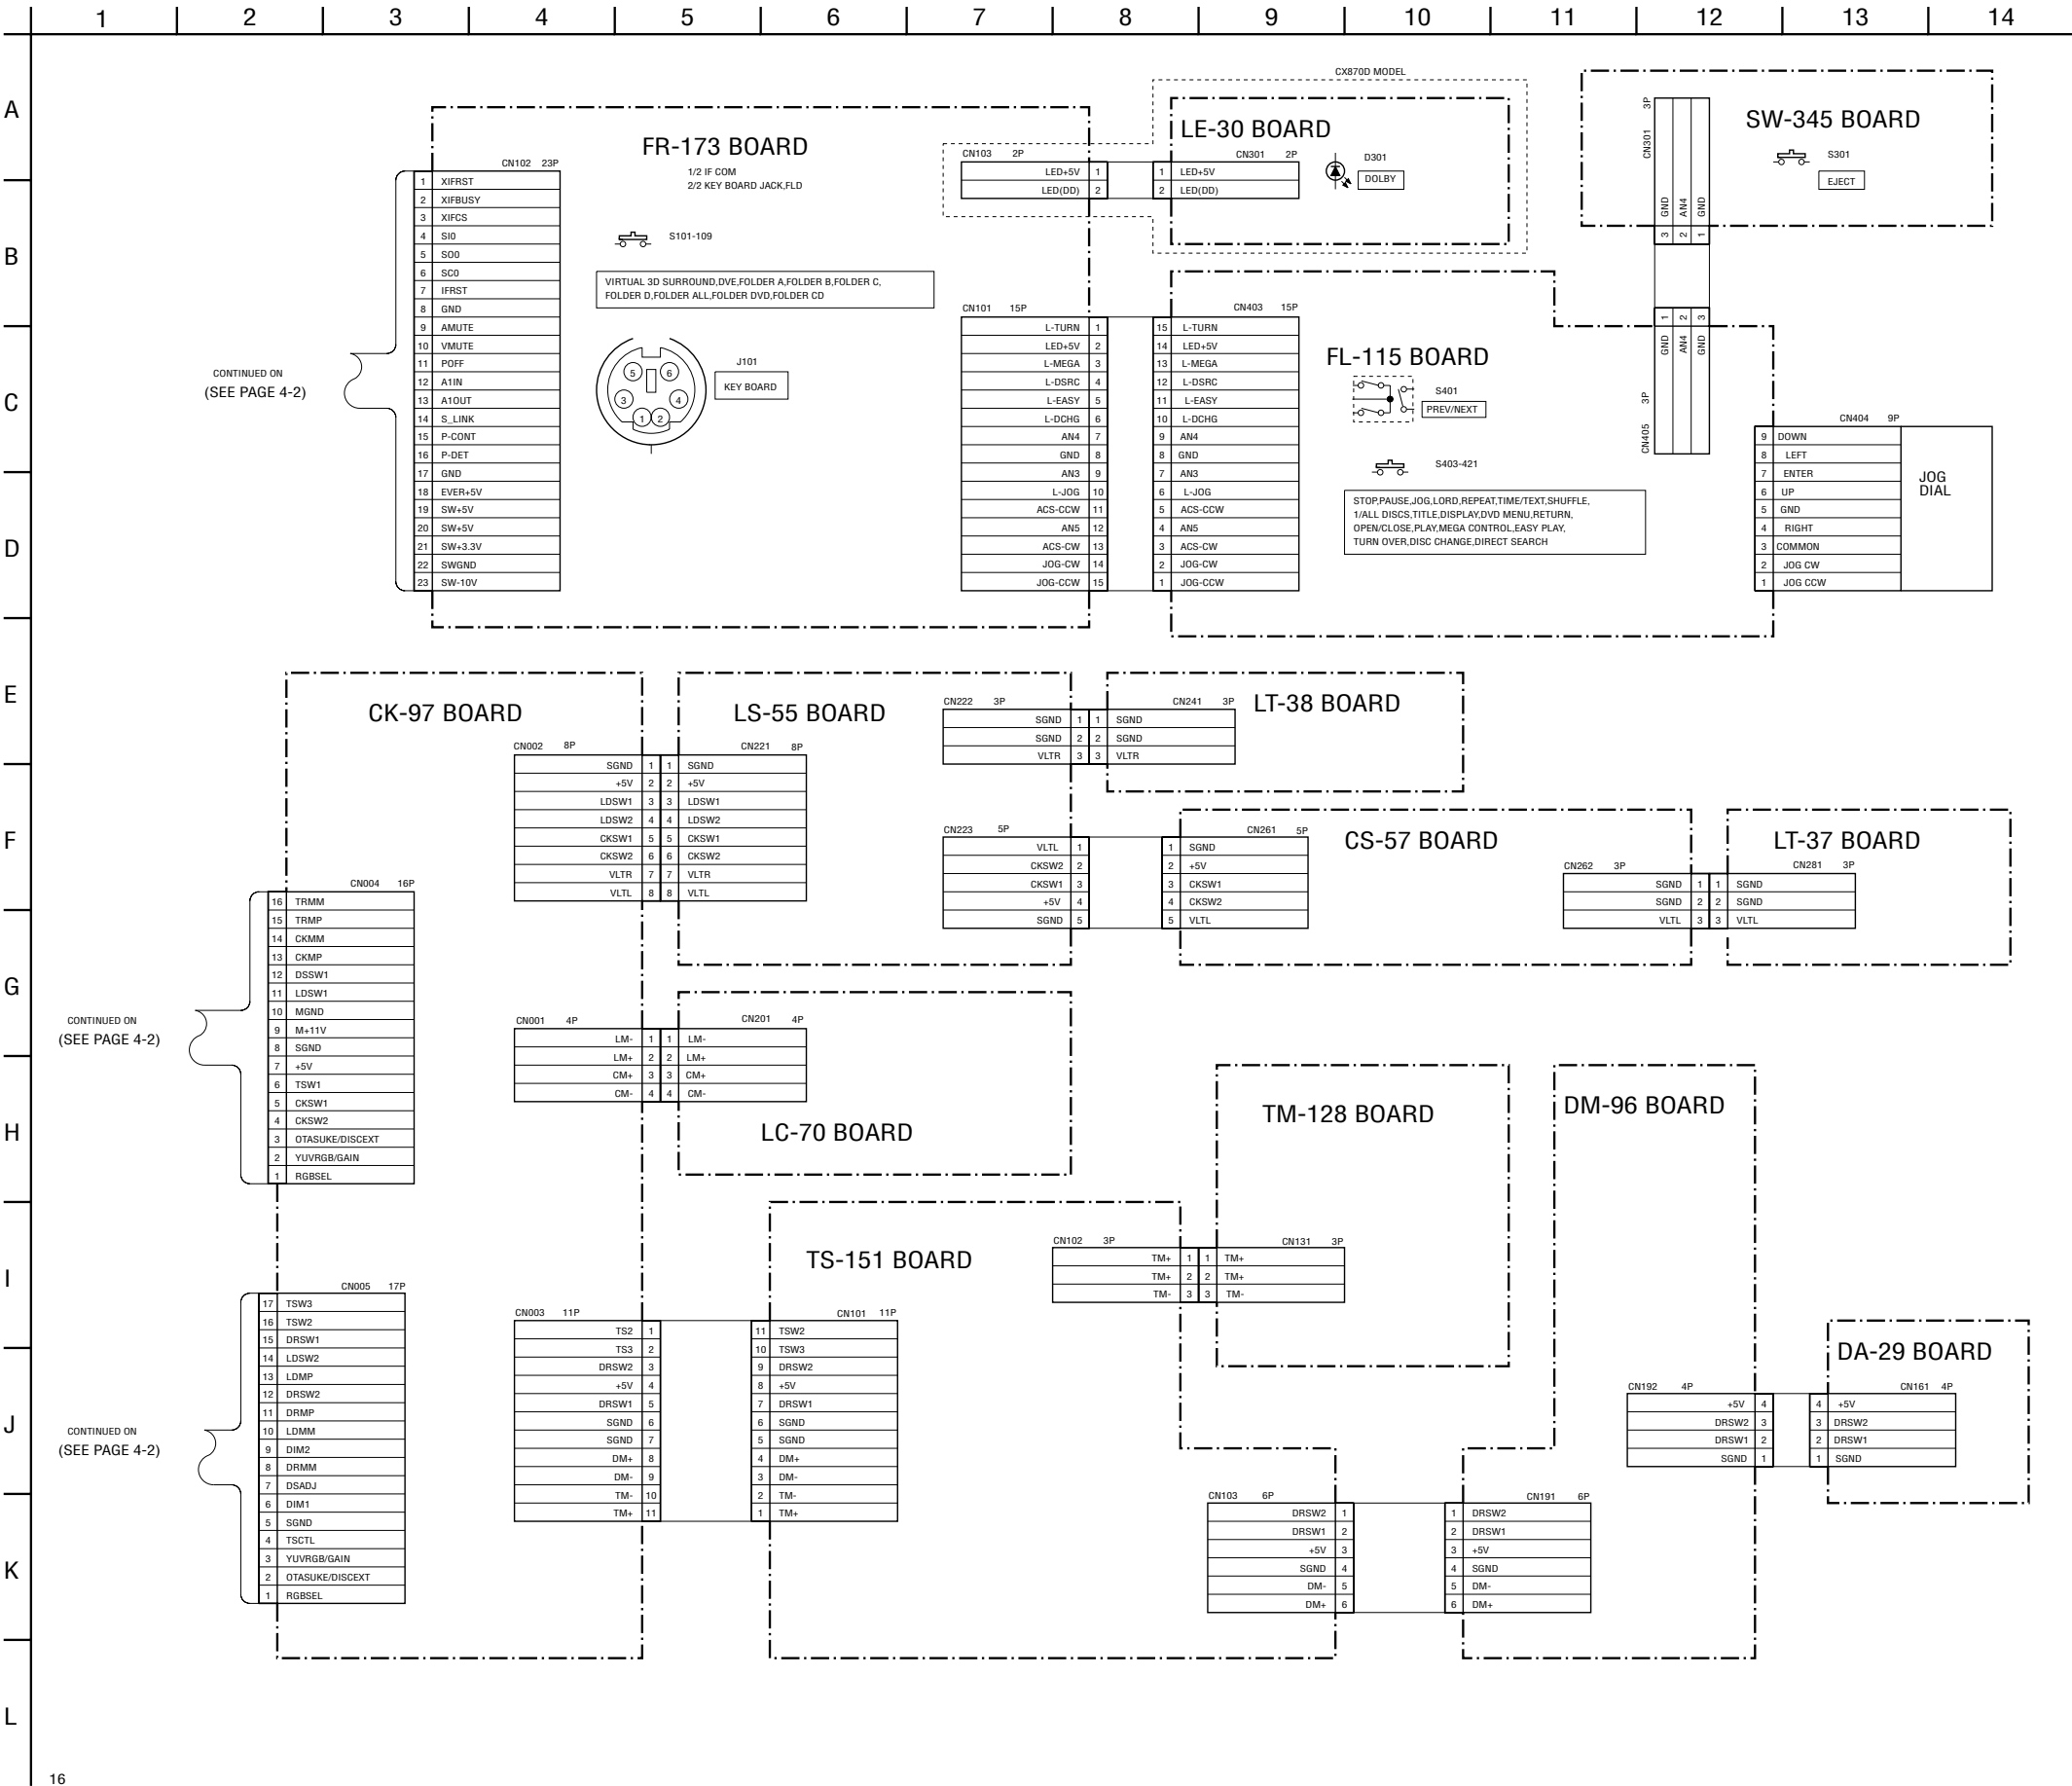 1 2 3 4 5 6 7 8 9 10 11 12 13 14
A
B
C
D
E
F
G
H
I
J
K
L
FR-173 BOARD
1/2 IF COM
2/2 KEY BOARD JACK,FLD
CN102 23P
1 XIFRST
2 XIFBUSY
3 XIFCS
4 SI0
5 SO0
6 SC0
7 IFRST
8 GND
9 AMUTE
10 VMUTE
11 POFF
12 A1IN
13 A1OUT
14 S_LINK
15 P-CONT
16 P-DET
17 GND
18 EVER+5V
19 SW+5V
20 SW+5V
21 SW+3.3V
22 SWGND
23 SW-10V
CONTINUED ON
(SEE PAGE 4-2)
S101-109
VIRTUAL 3D SURROUND,DVE,FOLDER A,FOLDER B,FOLDER C,
FOLDER D,FOLDER ALL,FOLDER DVD,FOLDER CD
5 6
3 4
1 2
J101
KEY BOARD
CX870D MODEL
CN103 2P
LED+5V 1
LED(DD) 2
LE-30 BOARD
CN301 2P
1 LED+5V
2 LED(DD)
D301
DOLBY
SW-345 BOARD
CN301 3P
GND AN4 GND
3 2 1
S301
EJECT
CN101 15P
L-TURN 1
LED+5V 2
L-MEGA 3
L-DSRC 4
L-EASY 5
L-DCHG 6
AN4 7
GND 8
AN3 9
L-JOG 10
ACS-CCW 11
AN5 12
ACS-CW 13
JOG-CW 14
JOG-CCW 15
CN403 15P
15 L-TURN
14 LED+5V
13 L-MEGA
12 L-DSRC
11 L-EASY
10 L-DCHG
9 AN4
8 GND
7 AN3
6 L-JOG
5 ACS-CCW
4 AN5
3 ACS-CW
2 JOG-CW
1 JOG-CCW
FL-115 BOARD
S401
PREV/NEXT
S403-421
STOP,PAUSE,JOG,LORD,REPEAT,TIME/TEXT,SHUFFLE,
1/ALL DISCS,TITLE,DISPLAY,DVD MENU,RETURN,
OPEN/CLOSE,PLAY,MEGA CONTROL,EASY PLAY,
TURN OVER,DISC CHANGE,DIRECT SEARCH
1 2 3
GND AN4 GND
CN405 3P
CN404 9P
9 DOWN
8 LEFT
7 ENTER
6 UP
5 GND
4 RIGHT
3 COMMON
2 JOG CW
1 JOG CCW
JOG
DIAL
CK-97 BOARD
CN002 8P
SGND 1
+5V 2
LDSW1 3
LDSW2 4
CKSW1 5
CKSW2 6
VLTR 7
VLTL 8
LS-55 BOARD
CN221 8P
1 SGND
2 +5V
3 LDSW1
4 LDSW2
5 CKSW1
6 CKSW2
7 VLTR
8 VLTL
CN222 3P
SGND 1
SGND 2
VLTR 3
LT-38 BOARD
CN241 3P
1 SGND
2 SGND
3 VLTR
CN223 5P
VLTL 1
CKSW2 2
CKSW1 3
+5V 4
SGND 5
CS-57 BOARD
CN261 5P
1 SGND
2 +5V
3 CKSW1
4 CKSW2
5 VLTL
CN262 3P
SGND 1
SGND 2
VLTL 3
LT-37 BOARD
CN281 3P
1 SGND
2 SGND
3 VLTL
CN004 16P
16 TRMM
15 TRMP
14 CKMM
13 CKMP
12 DSSW1
11 LDSW1
10 MGND
9 M+11V
8 SGND
7 +5V
6 TSW1
5 CKSW1
4 CKSW2
3 OTASUKE/DISCEXT
2 YUVRGB/GAIN
1 RGBSEL
CONTINUED ON
(SEE PAGE 4-2)
CN001 4P
LM- 1
LM+ 2
CM+ 3
CM- 4
CN201 4P
1 LM-
2 LM+
3 CM+
4 CM-
LC-70 BOARD
TM-128 BOARD
DM-96 BOARD
TS-151 BOARD
CN102 3P
TM+ 1
TM+ 2
TM- 3
CN131 3P
1 TM+
2 TM+
3 TM-
CN005 17P
17 TSW3
16 TSW2
15 DRSW1
14 LDSW2
13 LDMP
12 DRSW2
11 DRMP
10 LDMM
9 DIM2
8 DRMM
7 DSADJ
6 DIM1
5 SGND
4 TSCTL
3 YUVRGB/GAIN
2 OTASUKE/DISCEXT
1 RGBSEL
CONTINUED ON
(SEE PAGE 4-2)
CN003 11P
TS2 1
TS3 2
DRSW2 3
+5V 4
DRSW1 5
SGND 6
SGND 7
DM+ 8
DM- 9
TM- 10
TM+ 11
CN101 11P
11 TSW2
10 TSW3
9 DRSW2
8 +5V
7 DRSW1
6 SGND
5 SGND
4 DM+
3 DM-
2 TM-
1 TM+
DA-29 BOARD
CN192 4P
+5V 4
DRSW2 3
DRSW1 2
SGND 1
CN161 4P
4 +5V
3 DRSW2
2 DRSW1
1 SGND
CN103 6P
DRSW2 1
DRSW1 2
+5V 3
SGND 4
DM- 5
DM+ 6
CN191 6P
1 DRSW2
2 DRSW1
3 +5V
4 SGND
5 DM-
6 DM+
16